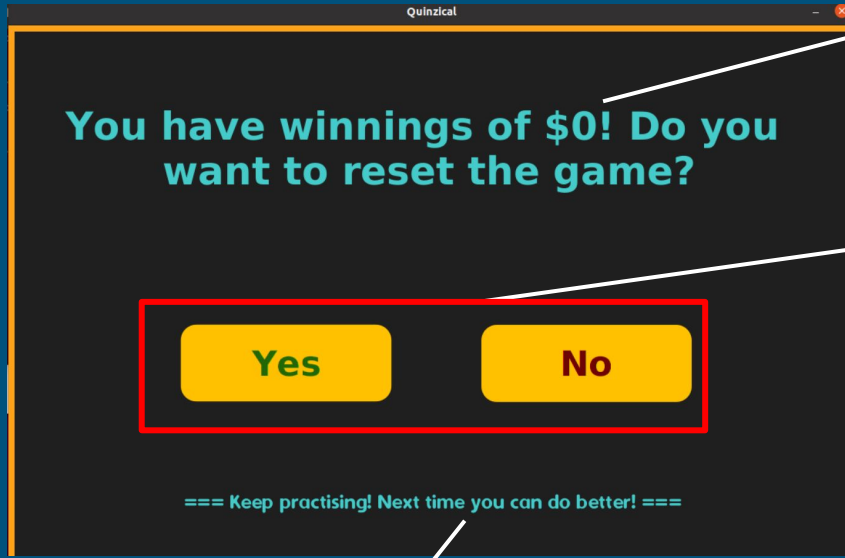 Quinzical
You have winnings of $0! Do you
want to reset the game?
Yes
No
=== Keep practising! Next time you can do better! ===